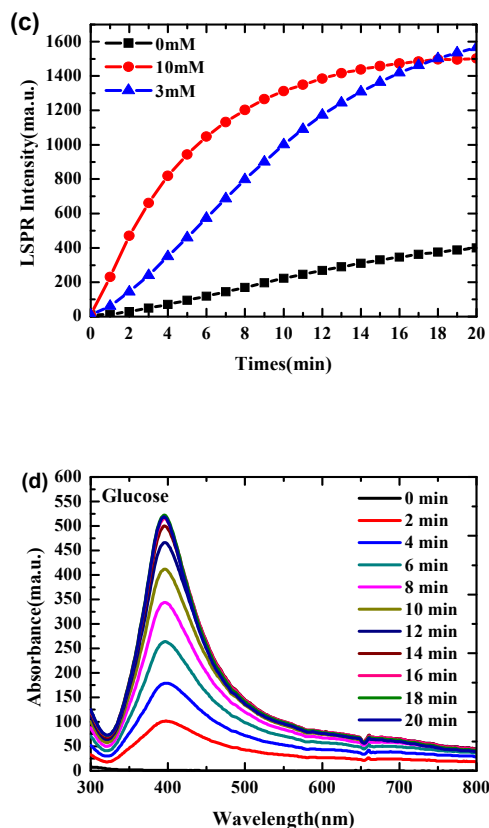 (c)
1600
1400
1200
1000
800
600
400
200
0
LSPR Intensity(ma.u.)
0mM
10mM
3mM
0 2 4 6 8 10 12 14 16 18 20
Times(min)
(d)
600
550
500
450
400
350
300
250
200
150
100
50
0
Absorbance(ma.u.)
Glucose
0 min
2 min
4 min
6 min
8 min
10 min
12 min
14 min
16 min
18 min
20 min
300 400 500 600 700 800
Wavelength(nm)